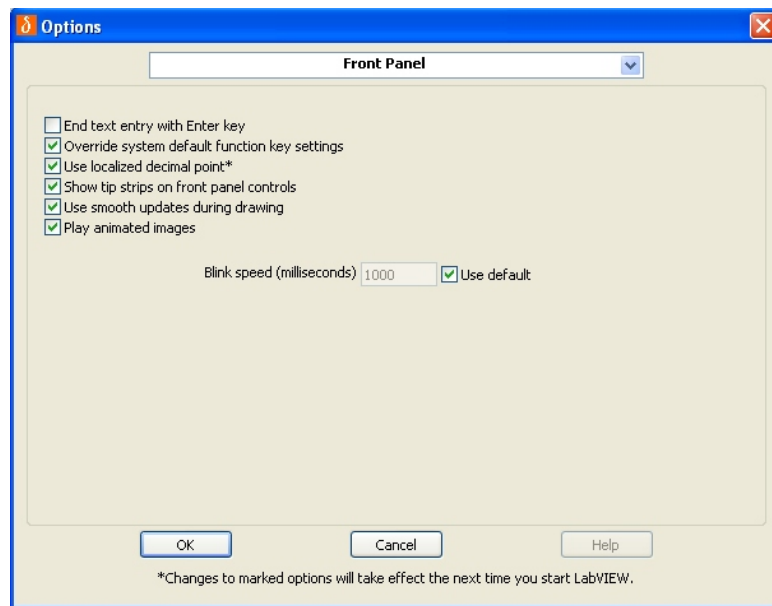 δ Options
Front Panel
End text entry with Enter key
Override system default function key settings
Use localized decimal point*
Show tip strips on front panel controls
Use smooth updates during drawing
Play animated images
Blink speed (milliseconds) 1000 Use default
OK Cancel Help
*Changes to marked options will take effect the next time you start LabVIEW.